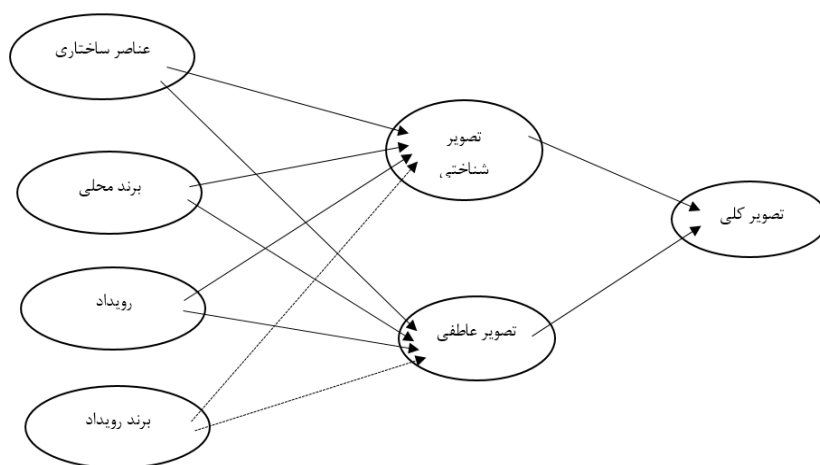 عناصر ساختاری
برند محلی
رویداد
برند رویداد
تصویر
شناختی
تصویر عاطفی
تصویر کلی